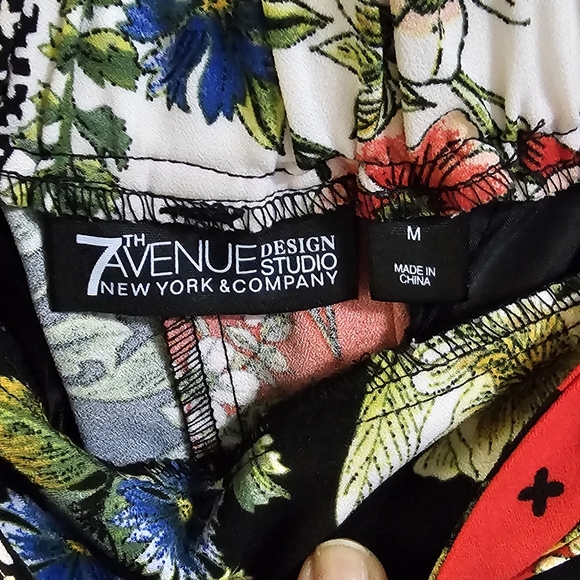 7TH AVENUE DESIGN STUDIO
NEW YORK & COMPANY
M
MADE IN
CHINA